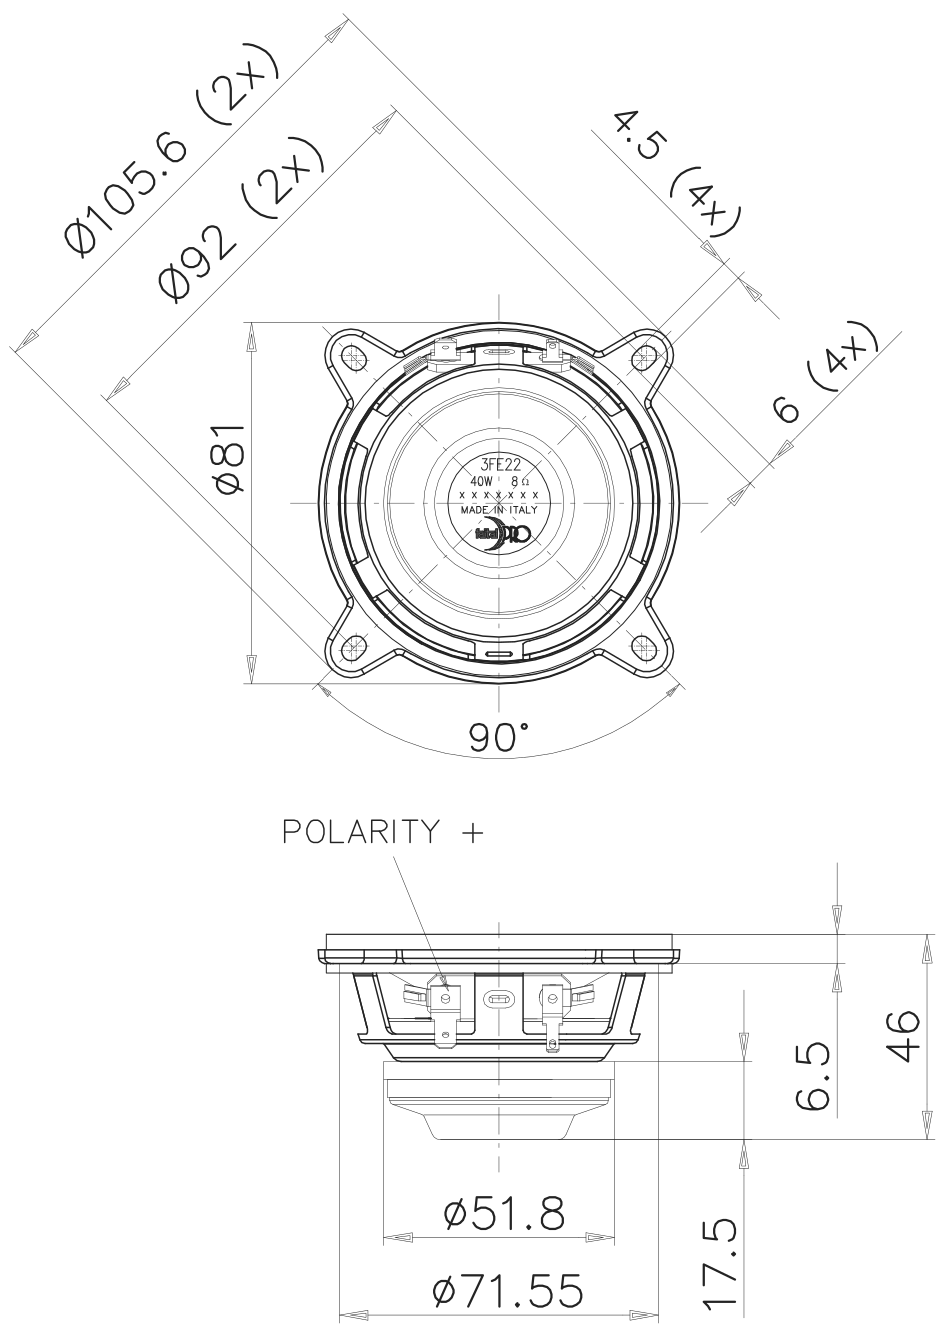 Ø105.6 (2x)
Ø92 (2x)
4.5 (4x)
6 (4x)
Ø81
3FE22
40W 8 Ω
x x x x x x x
MADE IN ITALY
faital PRO
90°
POLARITY +
6.5
46
17.5
Ø51.8
Ø71.55